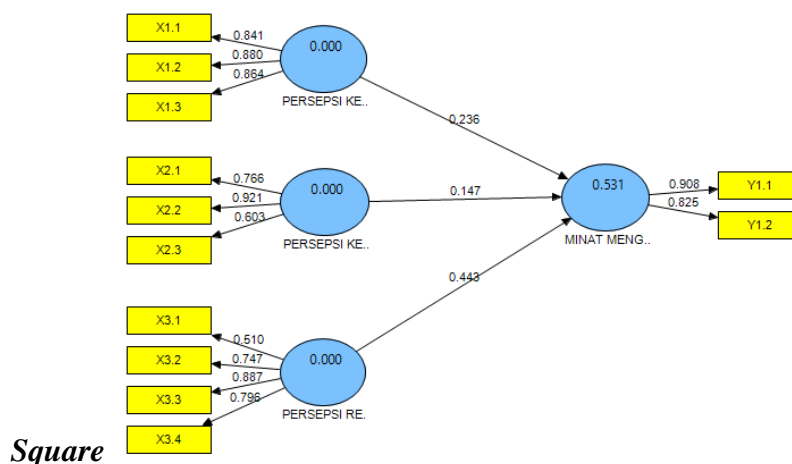 X1.1
0.841
X1.2
0.880
X1.3
0.864
0.000
PERSEPSI KE..
0.236
X2.1
0.766
X2.2
0.921
X2.3
0.603
0.000
PERSEPSI KE..
0.147
X3.1
0.510
X3.2
0.747
X3.3
0.887
X3.4
0.796
0.000
PERSEPSI RE.
0.443
0.531
MINAT MENG..
0.908
Y1.1
0.825
Y1.2
Square